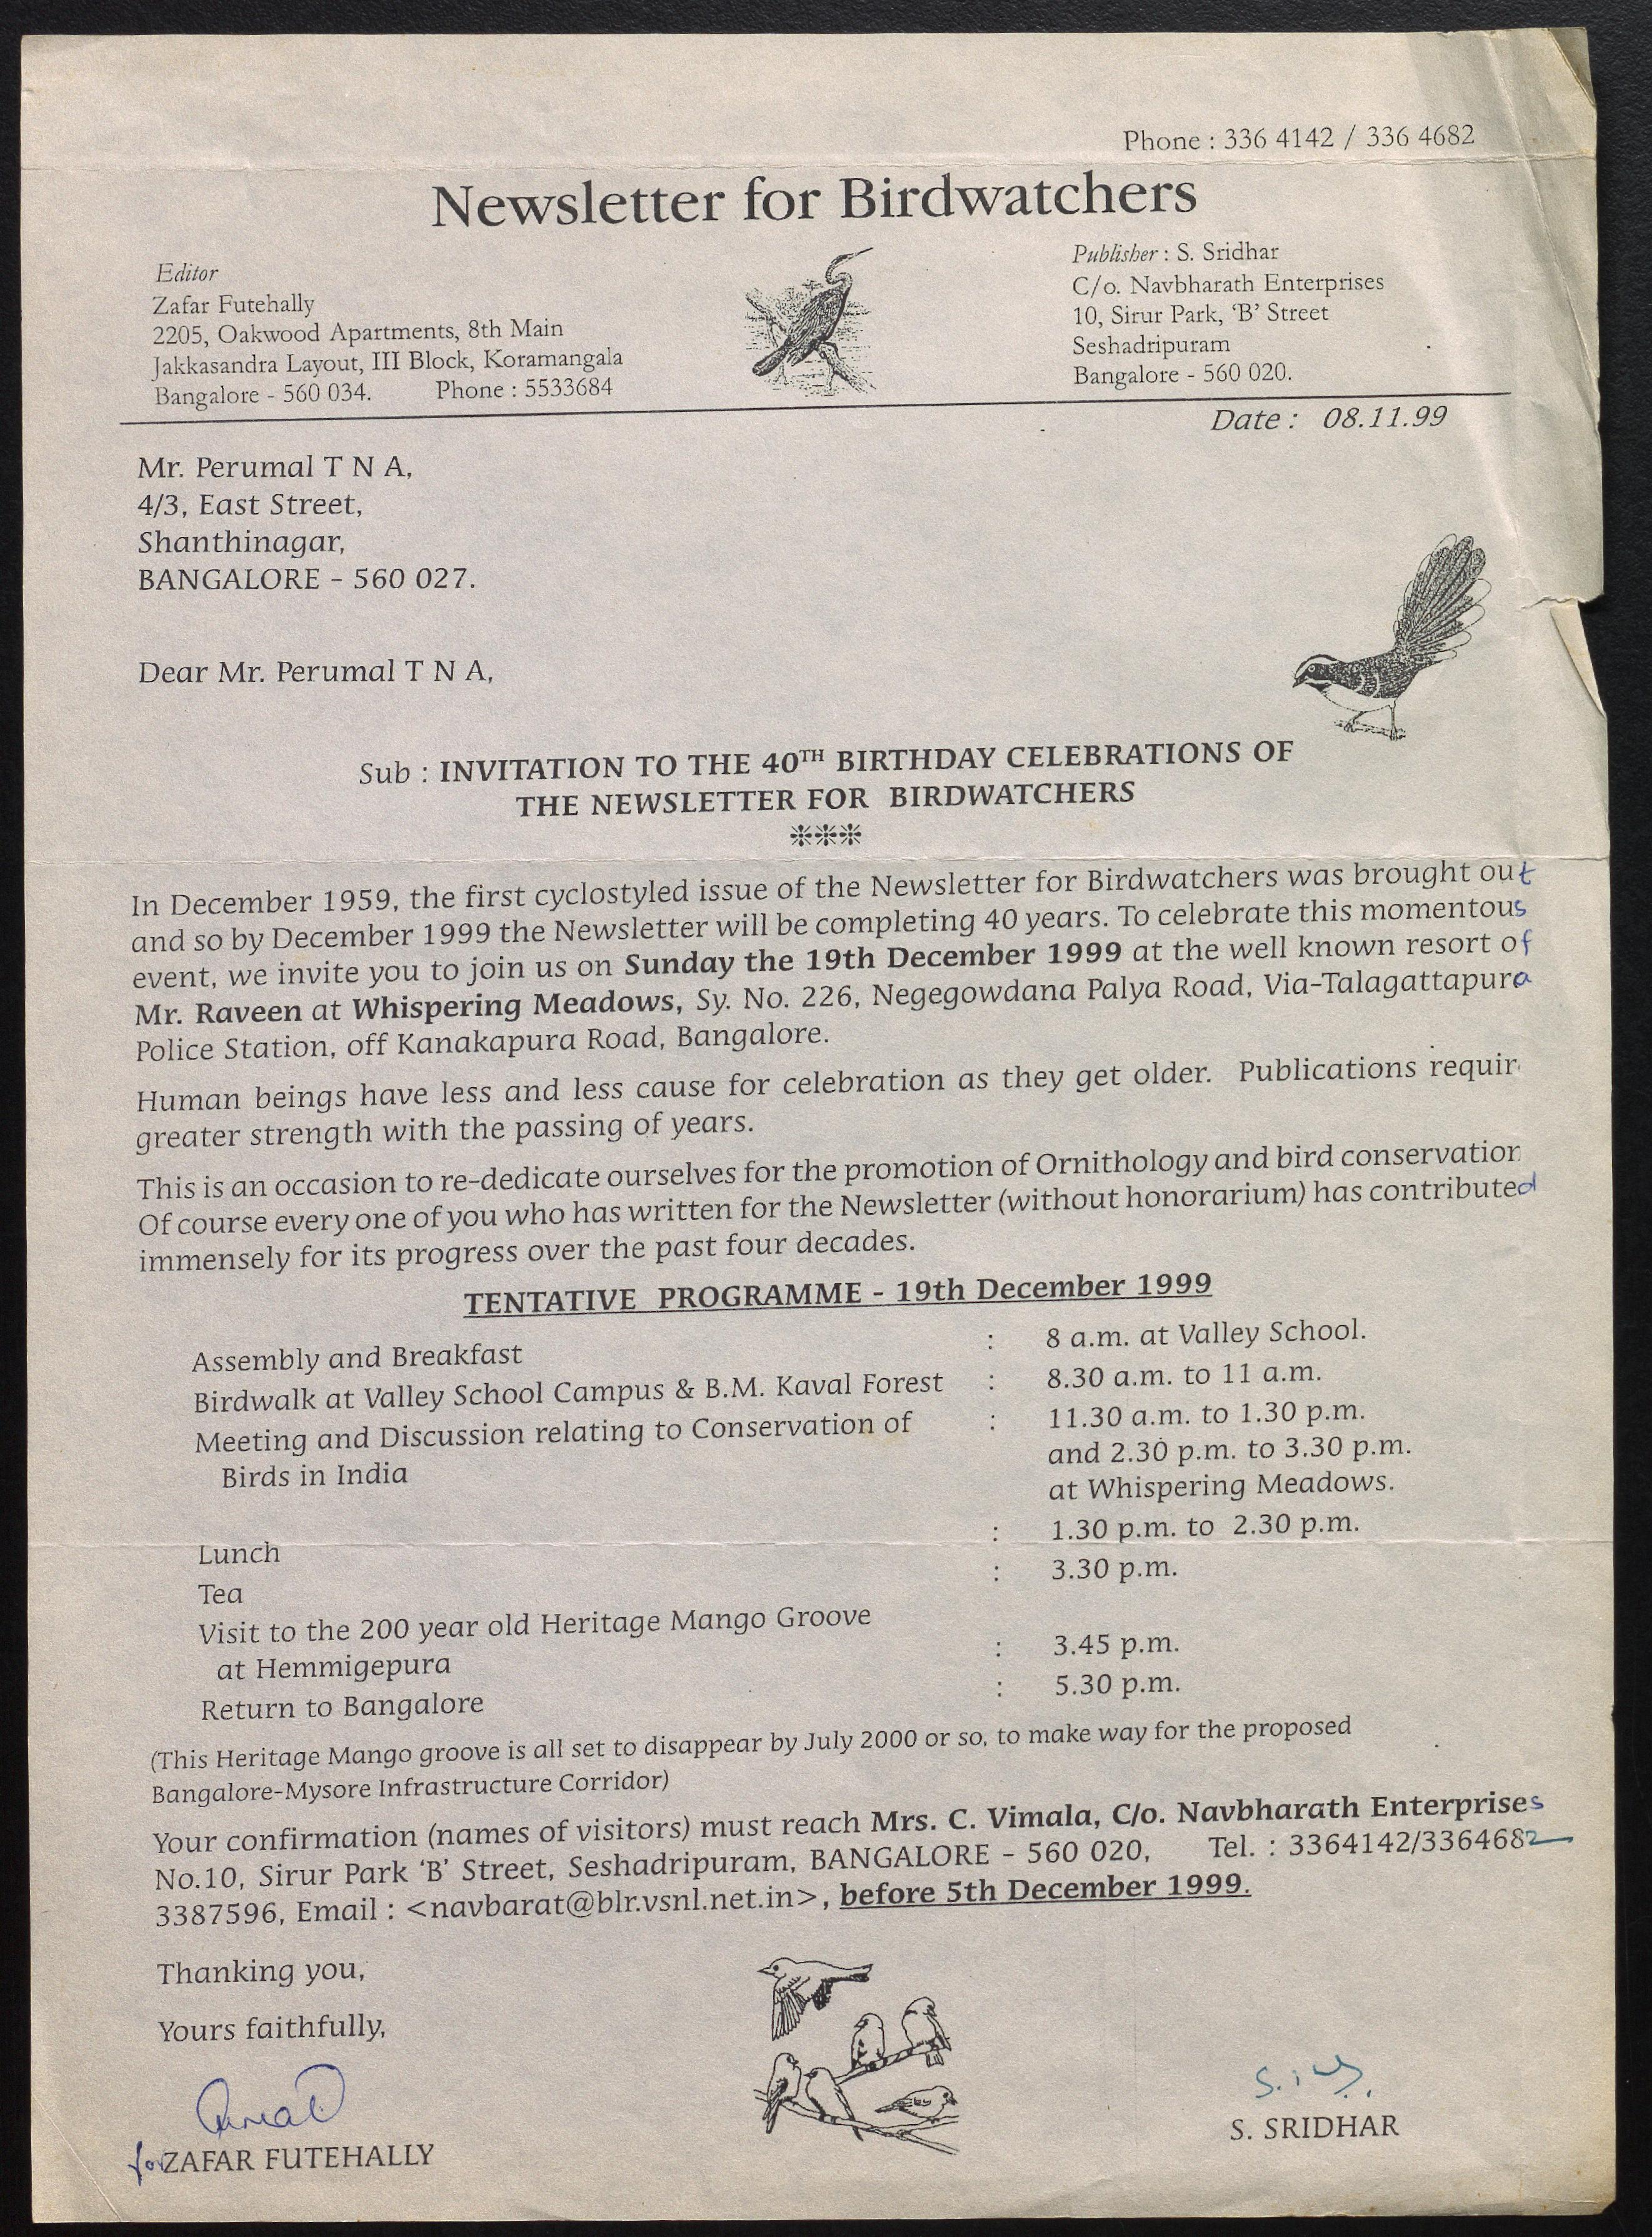 Phone : 336 4142 / 336 4682
Newsletter for Birdwatchers
Editor
Zafar Futehally
2205, Oakwood Apartments, 8th Main
Jakkasandra Layout, III Block, Koramangala
Bangalore - 560 034. Phone : 5533684
Publisher : S. Sridhar
C/o. Navbharath Enterprises
10, Sirur Park, ‘B’ Street
Seshadripuram
Bangalore - 560 020.
Date : 08.11.99
Mr. Perumal T N A,
4/3, East Street,
Shanthinagar,
BANGALORE - 560 027.
Dear Mr. Perumal T N A,
Sub : INVITATION TO THE 40TH BIRTHDAY CELEBRATIONS OF
THE NEWSLETTER FOR BIRDWATCHERS
***
In December 1959, the first cyclostyled issue of the Newsletter for Birdwatchers was brought out
and so by December 1999 the Newsletter will be completing 40 years. To celebrate this momentous
event, we invite you to join us on Sunday the 19th December 1999 at the well known resort of
Mr. Raveen at Whispering Meadows, Sy. No. 226, Negegowdana Palya Road, Via-Talagattapura
Police Station, off Kanakapura Road, Bangalore.
Human beings have less and less cause for celebration as they get older. Publications requir
greater strength with the passing of years.
This is an occasion to re-dedicate ourselves for the promotion of Ornithology and bird conservation
Of course every one of you who has written for the Newsletter (without honorarium) has contributed
immensely for its progress over the past four decades.
TENTATIVE PROGRAMME - 19th December 1999
Assembly and Breakfast : 8 a.m. at Valley School.
Birdwalk at Valley School Campus & B.M. Kaval Forest : 8.30 a.m. to 11 a.m.
Meeting and Discussion relating to Conservation of : 11.30 a.m. to 1.30 p.m.
Birds in India and 2.30 p.m. to 3.30 p.m.
at Whispering Meadows.
Lunch : 1.30 p.m. to 2.30 p.m.
Tea : 3.30 p.m.
Visit to the 200 year old Heritage Mango Groove
at Hemmigepura : 3.45 p.m.
Return to Bangalore : 5.30 p.m.
(This Heritage Mango groove is all set to disappear by July 2000 or so, to make way for the proposed
Bangalore-Mysore Infrastructure Corridor)
Your confirmation (names of visitors) must reach Mrs. C. Vimala, C/o. Navbharath Enterprises
No.10, Sirur Park ‘B’ Street, Seshadripuram, BANGALORE - 560 020, Tel. : 3364142/3364682
3387596, Email : <navbarat@blr.vsnl.net.in>, before 5th December 1999.
Thanking you,
Yours faithfully,
for ZAFAR FUTEHALLY
S. SRIDHAR